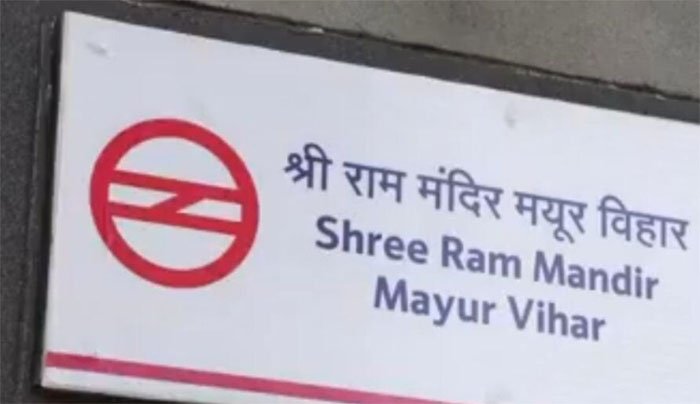 श्री राम मंदिर मयूर विहार
Shree Ram Mandir
Mayur Vihar